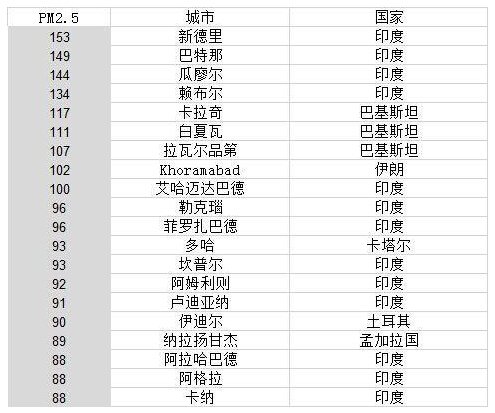 PM2.5 城市 国家
153 新德里 印度
149 巴特那 印度
144 瓜廖尔 印度
134 赖布尔 印度
117 卡拉奇 巴基斯坦
111 白夏瓦 巴基斯坦
107 拉瓦尔品第 巴基斯坦
102 Khoramabad 伊朗
100 艾哈迈达巴德 印度
96 勒克瑙 印度
96 菲罗扎巴德 印度
93 多哈 卡塔尔
93 坎普尔 印度
92 阿姆利则 印度
91 卢迪亚纳 印度
90 伊迪尔 土耳其
89 纳拉扬甘杰 孟加拉国
88 阿拉哈巴德 印度
88 阿格拉 印度
88 卡纳 印度